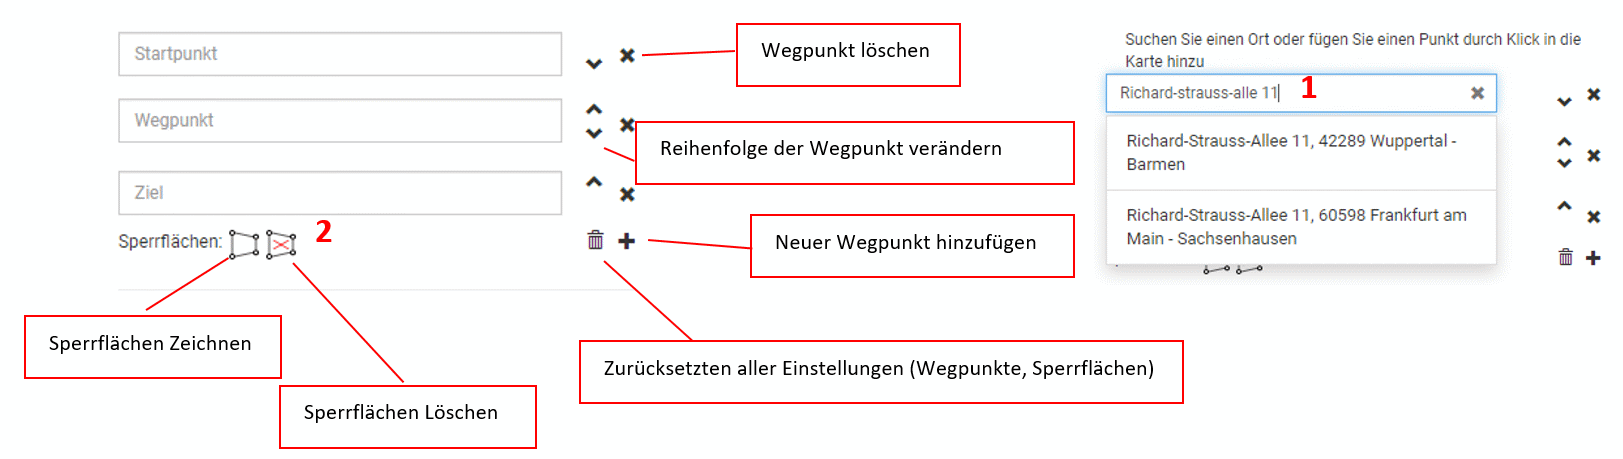 Startpunkt
Wegpunkt löschen
Wegpunkt
Reihenfolge der Wegpunkt verändern
Ziel
Sperrflächen:
2
Neuer Wegpunkt hinzufügen
Sperrflächen Zeichnen
Zurücksetzten aller Einstellungen (Wegpunkte, Sperrflächen)
Sperrflächen Löschen
Suchen Sie einen Ort oder fügen Sie einen Punkt durch Klick in die
Karte hinzu
Richard-strauss-alle 11
1
Richard-Strauss-Allee 11, 42289 Wuppertal -
Barmen
Richard-Strauss-Allee 11, 60598 Frankfurt am
Main - Sachsenhausen